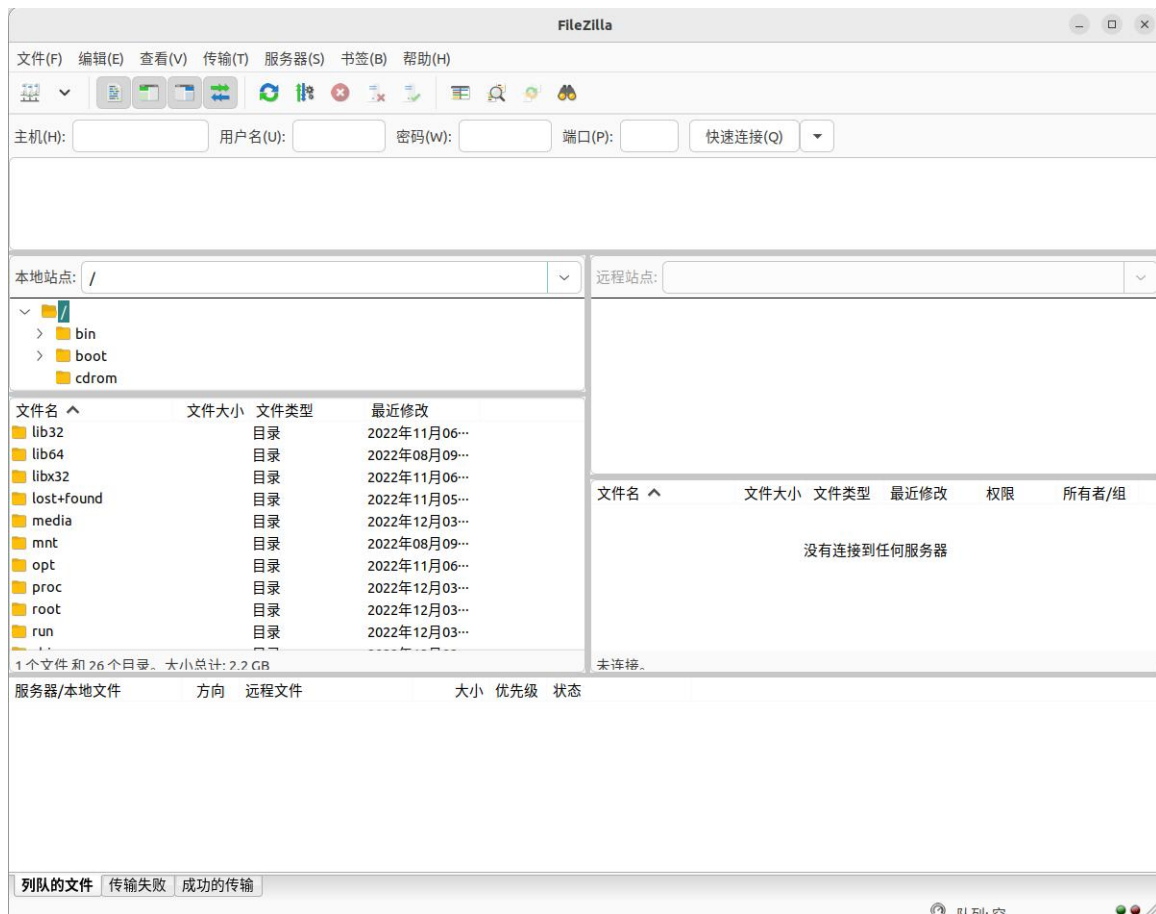 FileZilla
文件(F) 编辑(E) 查看(V) 传输(T) 服务器(S) 书签(B) 帮助(H)
主机(H): 用户名(U): 密码(W): 端口(P): 快速连接(Q)
本地站点: /
/
bin
boot
cdrom
文件名 文件大小 文件类型 最近修改
lib32 目录 2022年11月06···
lib64 目录 2022年08月09···
libx32 目录 2022年11月06···
lost+found 目录 2022年11月05···
media 目录 2022年12月03···
mnt 目录 2022年08月09···
opt 目录 2022年11月06···
proc 目录 2022年12月03···
root 目录 2022年12月03···
run 目录 2022年12月03···
1个文件 和 26个目录。大小总计: 2.2 GB
远程站点:
文件名 文件大小 文件类型 最近修改 权限 所有者/组
没有连接到任何服务器
未连接。
服务器/本地文件 方向 远程文件 大小 优先级 状态
列队的文件 传输失败 成功的传输
队列: 空